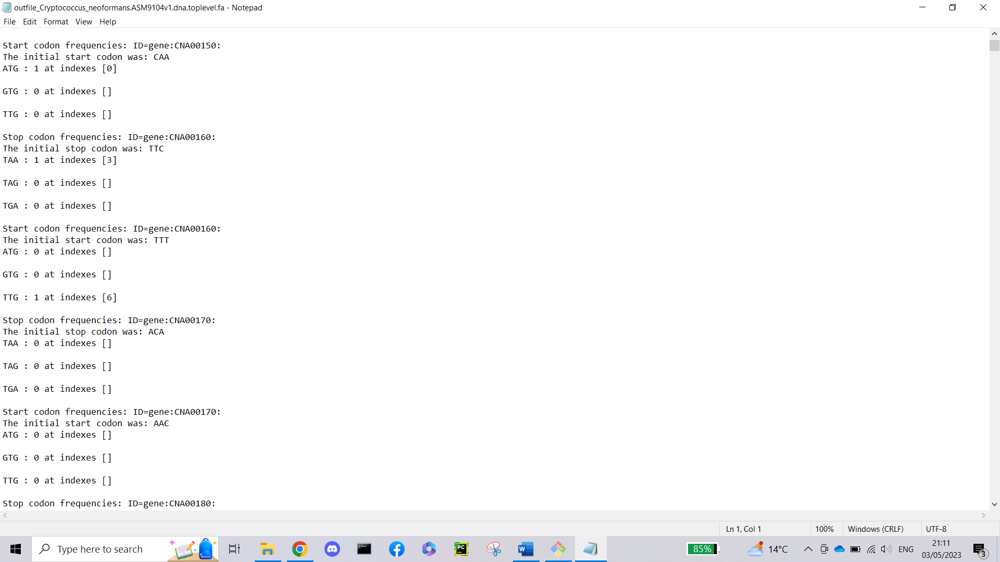 outfile_Cryptococcus_neoformans.ASM9104v1.dna.toplevel.fa - Notepad
File Edit Format View Help
Start codon frequencies: ID=gene:CNA00150:
The initial start codon was: CAA
ATG : 1 at indexes [0]
GTG : 0 at indexes []
TTG : 0 at indexes []
Stop codon frequencies: ID=gene:CNA00160:
The initial stop codon was: TTC
TAA : 1 at indexes [3]
TAG : 0 at indexes []
TGA : 0 at indexes []
Start codon frequencies: ID=gene:CNA00160:
The initial start codon was: TTT
ATG : 0 at indexes []
GTG : 0 at indexes []
TTG : 1 at indexes [6]
Stop codon frequencies: ID=gene:CNA00170:
The initial stop codon was: ACA
TAA : 0 at indexes []
TAG : 0 at indexes []
TGA : 0 at indexes []
Start codon frequencies: ID=gene:CNA00170:
The initial start codon was: AAC
ATG : 0 at indexes []
GTG : 0 at indexes []
TTG : 0 at indexes []
Stop codon frequencies: ID=gene:CNA00180:
Ln 1, Col 1 100% Windows (CRLF) UTF-8
Type here to search PC W 85% 14°C ENG 21:11 3
03/05/2023